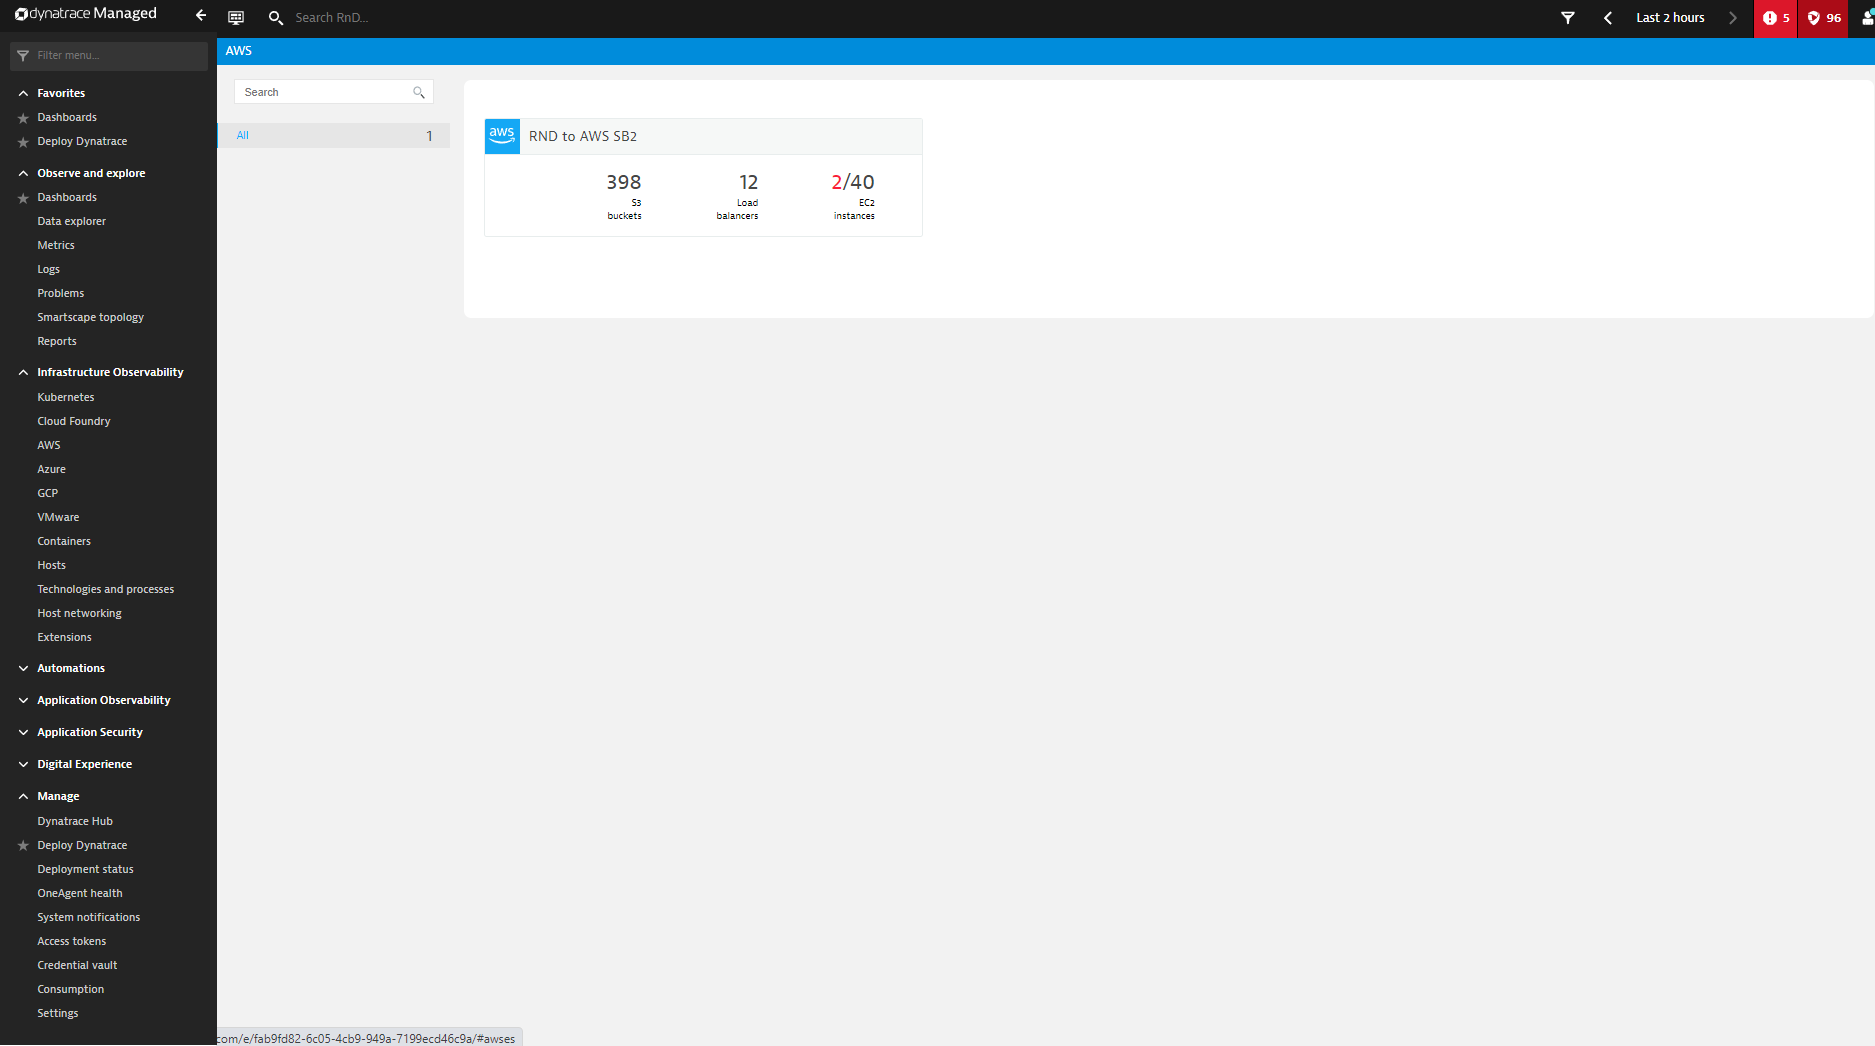 dynatrace Managed
Search RnD...
Last 2 hours
5
96
Filter menu...
Favorites
Dashboards
Deploy Dynatrace
Observe and explore
Dashboards
Data explorer
Metrics
Logs
Problems
Smartscape topology
Reports
Infrastructure Observability
Kubernetes
Cloud Foundry
AWS
Azure
GCP
VMware
Containers
Hosts
Technologies and processes
Host networking
Extensions
Automations
Application Observability
Application Security
Digital Experience
Manage
Dynatrace Hub
Deploy Dynatrace
Deployment status
OneAgent health
System notifications
Access tokens
Credential vault
Consumption
Settings
AWS
Search
All 1
aws RND to AWS SB2
398 12 2/40
S3 Load EC2
buckets balancers instances
com/e/fab9fd82-6c05-4cb9-949a-7199ecd46c9a/#awses